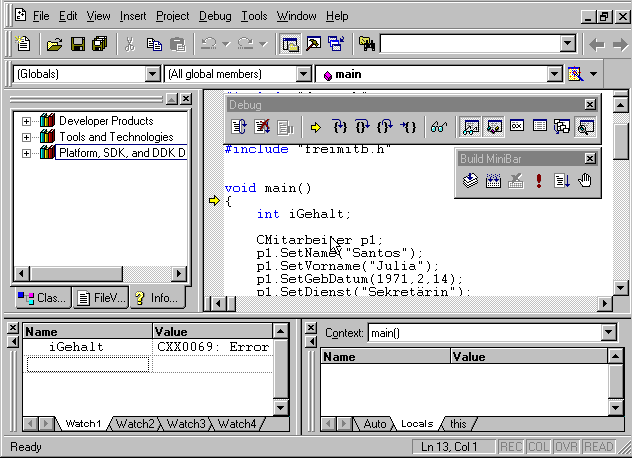 File Edit View Insert Project Debug Tools Window Help
(Globals) (All global members) main
Developer Products
Tools and Technologies
Platform, SDK, and DDK D
Class... FileV... Info...
Debug
#include "freimitb.h"
Build MiniBar
void main()
{
int iGehalt;
CMitarbeiter p1;
p1.SetName("Santos");
p1.SetVorname("Julia");
p1.SetGebDatum(1971,2,14);
p1.SetDienst("Sekretärin");
Name Value
iGehalt CXX0069: Error
Watch1 Watch2 Watch3 Watch4
Context: main()
Name Value
Auto Locals this
Ready Ln 13, Col 1 REC COL OVR READ